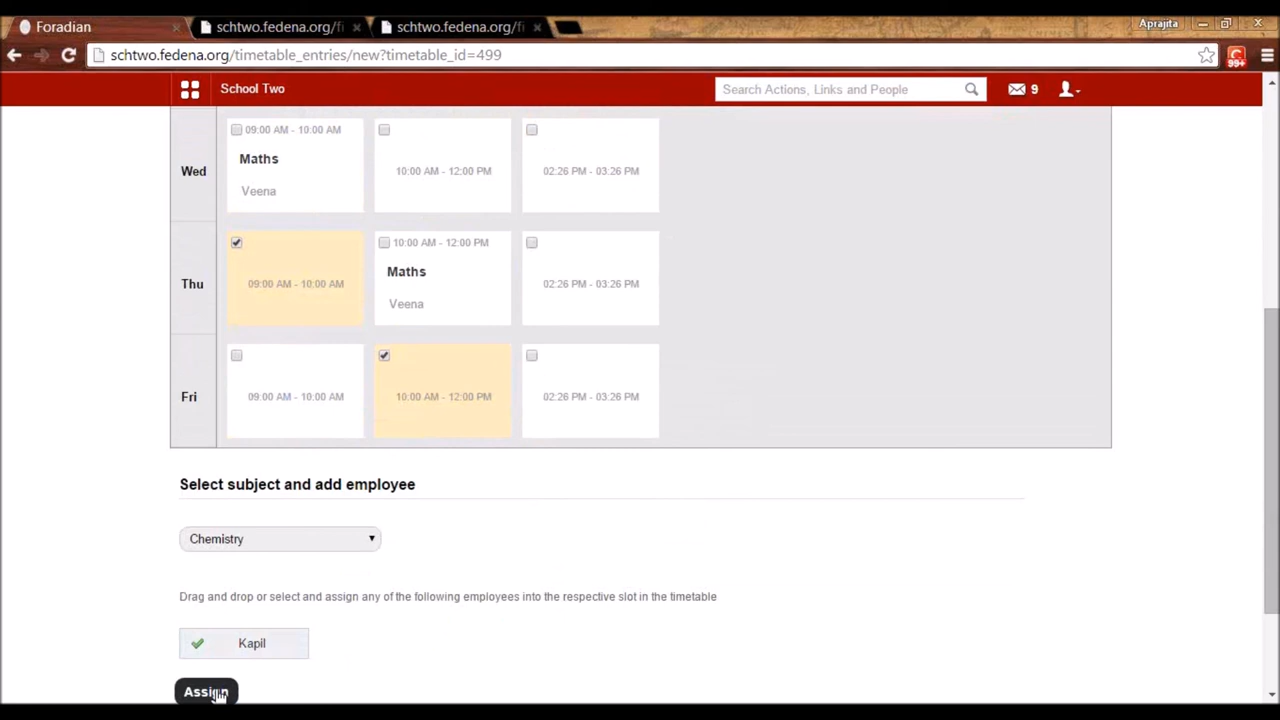 Foradian
schtwo.fedena.org/fi
schtwo.fedena.org/fi
Aprajita
schtwo.fedena.org/timetable_entries/new?timetable_id=499
99+
School Two
Search Actions, Links and People
9
Wed
09:00 AM - 10:00 AM
Maths
Veena
10:00 AM - 12:00 PM
02:26 PM - 03:26 PM
Thu
09:00 AM - 10:00 AM
10:00 AM - 12:00 PM
Maths
Veena
02:26 PM - 03:26 PM
Fri
09:00 AM - 10:00 AM
10:00 AM - 12:00 PM
02:26 PM - 03:26 PM
Select subject and add employee
Chemistry
Drag and drop or select and assign any of the following employees into the respective slot in the timetable
Kapil
Assign